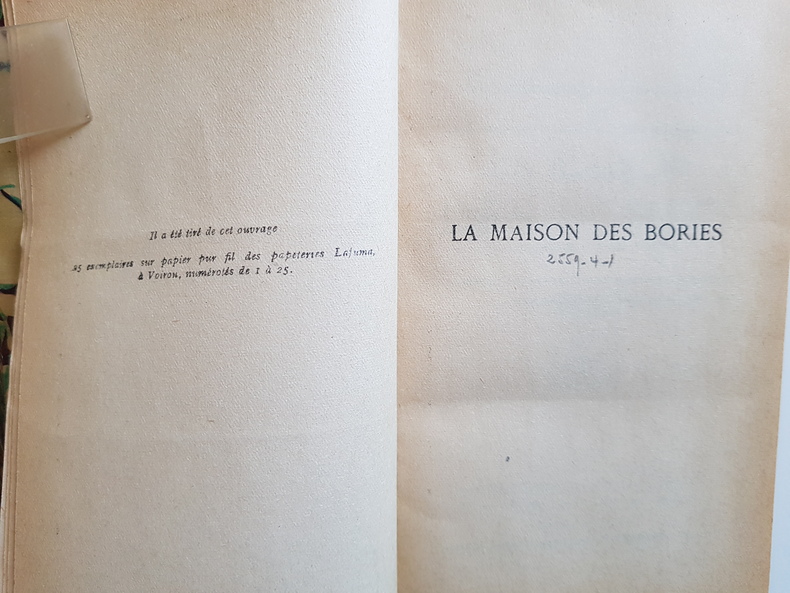 Il a été tiré de cet ouvrage
25 exemplaires sur papier pur fil des papeteries Lafuma,
à Voiron, numérotés de 1 à 25.
LA MAISON DES BORIES
2559-4-1